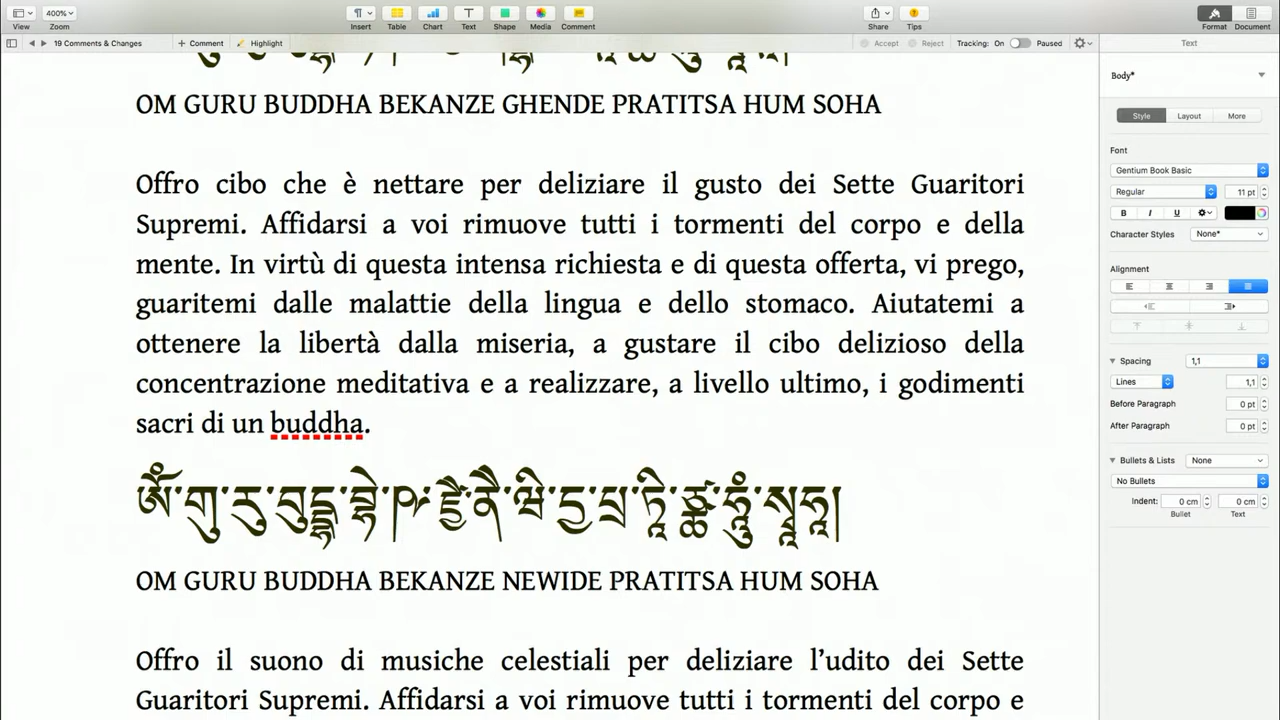 View
400%
Zoom
Insert
Table
Chart
Text
Shape
Media
Comment
Share
Tips
Format
Document
19 Comments & Changes
+ Comment
Highlight
Accept
Reject
Tracking: On
Paused
Text
OM GURU BUDDHA BEKANZE GHENDE PRATITSA HUM SOHA
Offro cibo che è nettare per deliziare il gusto dei Sette Guaritori
Supremi. Affidarsi a voi rimuove tutti i tormenti del corpo e della
mente. In virtù di questa intensa richiesta e di questa offerta, vi prego,
guaritemi dalle malattie della lingua e dello stomaco. Aiutatemi a
ottenere la libertà dalla miseria, a gustare il cibo delizioso della
concentrazione meditativa e a realizzare, a livello ultimo, i godimenti
sacri di un buddha.
OM GURU BUDDHA BEKANZE NEWIDE PRATITSA HUM SOHA
Offro il suono di musiche celestiali per deliziare l’udito dei Sette
Guaritori Supremi. Affidarsi a voi rimuove tutti i tormenti del corpo e
Body*
Style
Layout
More
Font
Gentium Book Basic
Regular
11 pt
B I U
Character Styles
None*
Alignment
Spacing
1,1
Lines
1,1
Before Paragraph
0 pt
After Paragraph
0 pt
Bullets & Lists
None
No Bullets
Indent:
0 cm
0 cm
Bullet
Text